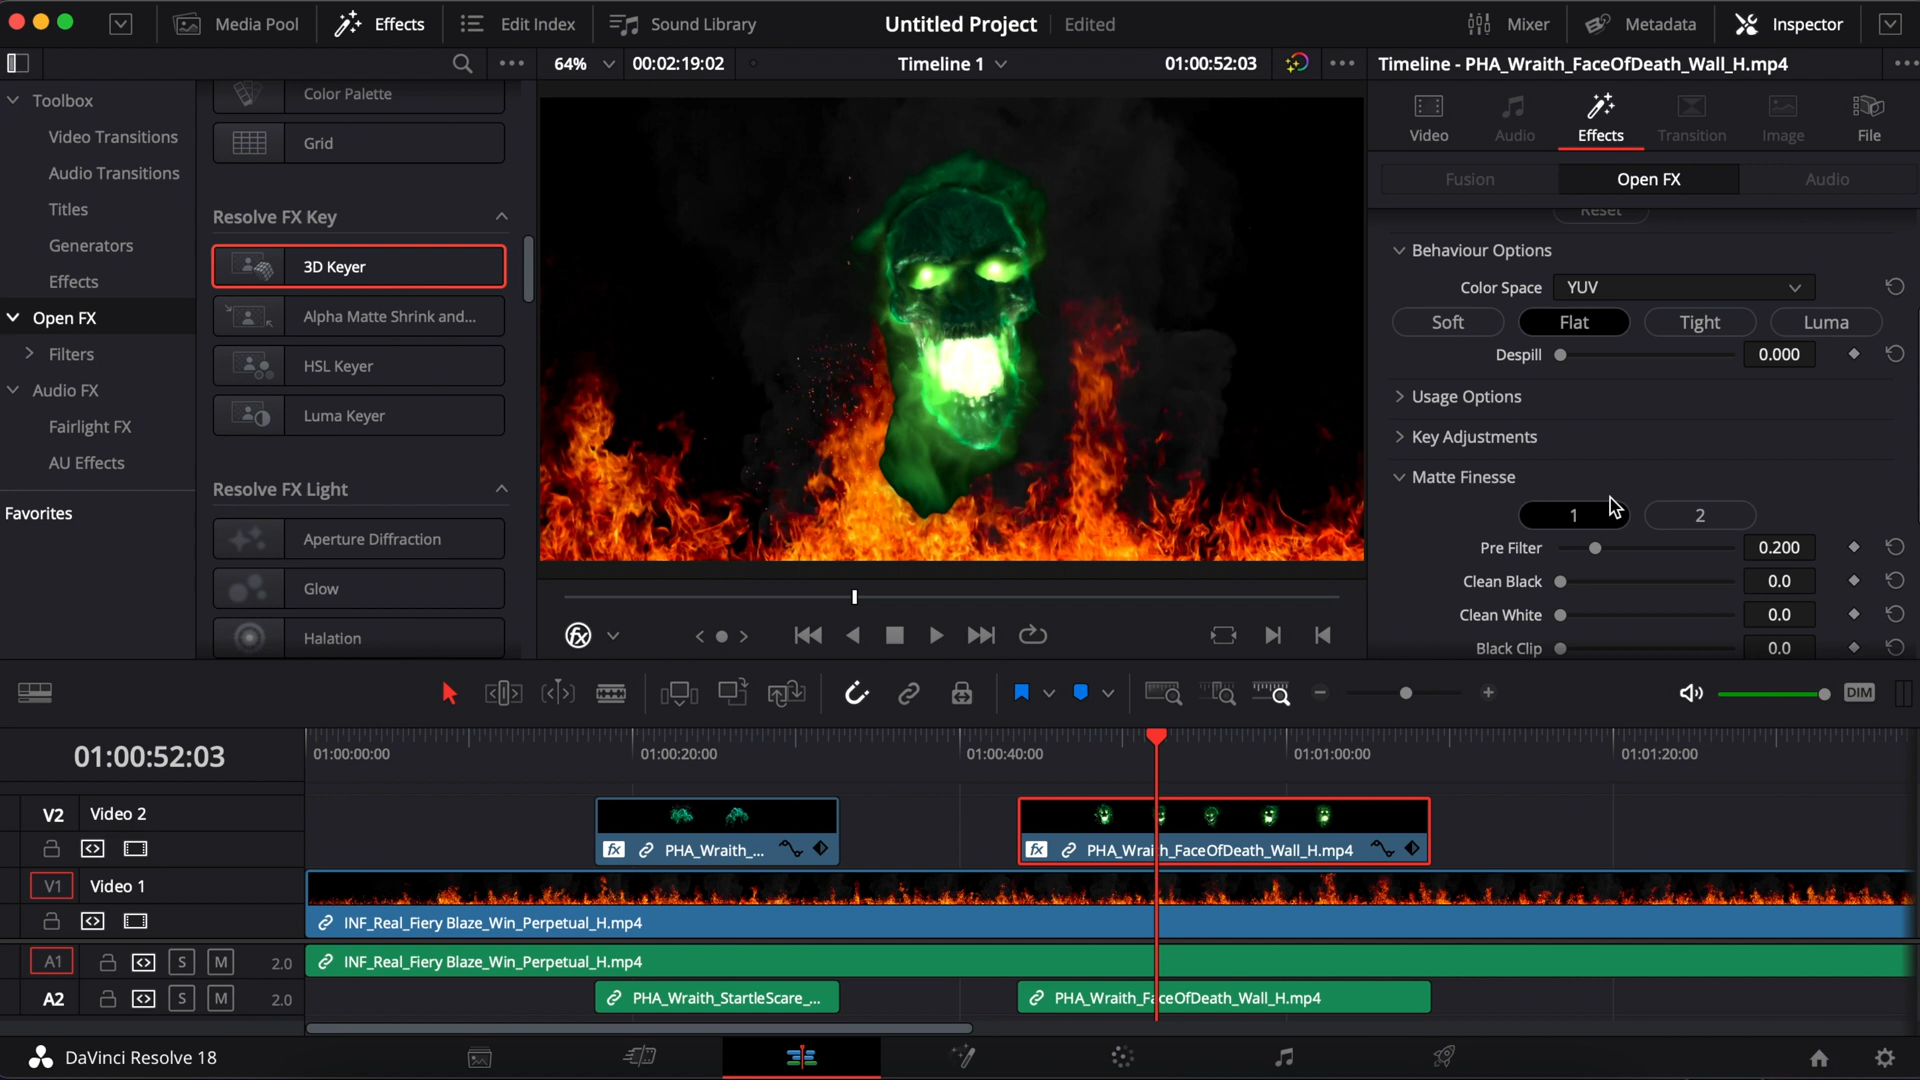 Media Pool
Effects
Edit Index
Sound Library
Untitled Project
Edited
Mixer
Metadata
Inspector
64%
00:02:19:02
Timeline 1
01:00:52:03
Timeline - PHA_Wraith_FaceOfDeath_Wall_H.mp4
Toolbox
Video Transitions
Audio Transitions
Titles
Generators
Effects
Open FX
Filters
Audio FX
Fairlight FX
AU Effects
Favorites
Color Palette
Grid
Resolve FX Key
3D Keyer
Alpha Matte Shrink and...
HSL Keyer
Luma Keyer
Resolve FX Light
Aperture Diffraction
Glow
Halation
Video
Audio
Effects
Transition
Image
File
Fusion
Open FX
Audio
Reset
Behaviour Options
Color Space YUV
Soft Flat Tight Luma
Despill 0.000
Usage Options
Key Adjustments
Matte Finesse
1 2
Pre Filter 0.200
Clean Black 0.0
Clean White 0.0
Black Clip 0.0
DIM
01:00:52:03
01:00:00:00
01:00:20:00
01:00:40:00
01:01:00:00
01:01:20:00
V2 Video 2
fx PHA_Wraith_...
fx PHA_Wraith_FaceOfDeath_Wall_H.mp4
V1 Video 1
INF_Real_Fiery Blaze_Win_Perpetual_H.mp4
A1 S M 2.0
INF_Real_Fiery Blaze_Win_Perpetual_H.mp4
A2 S M 2.0
PHA_Wraith_StartleScare_...
PHA_Wraith_FaceOfDeath_Wall_H.mp4
DaVinci Resolve 18